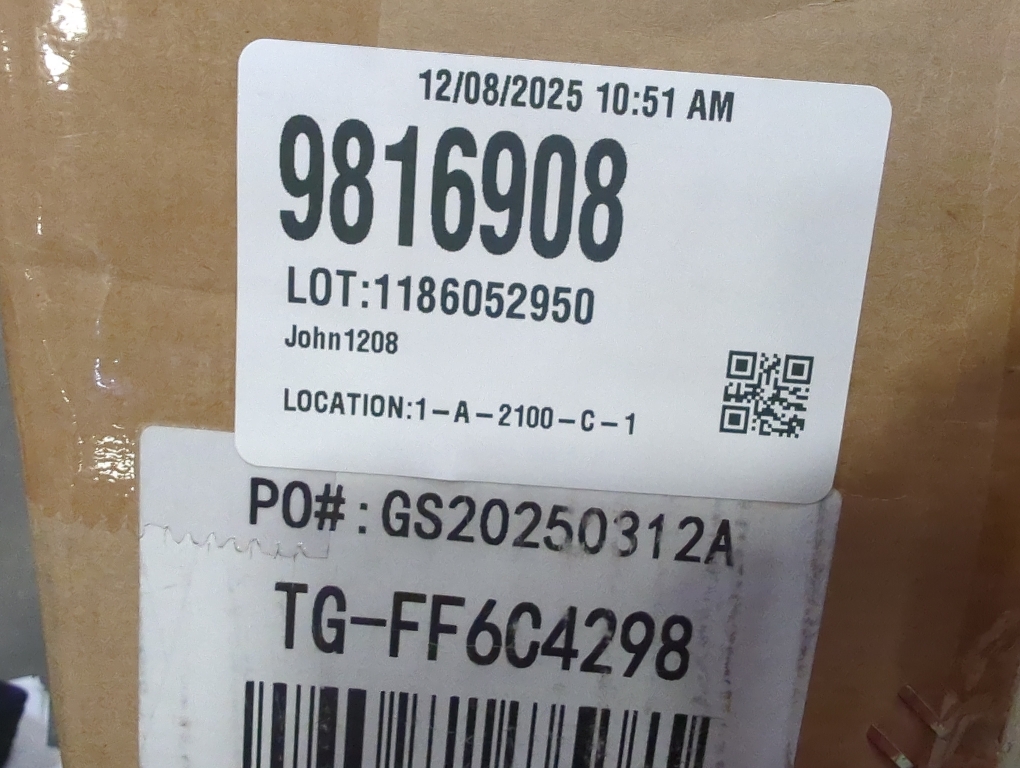 12/08/2025 10:51 AM
9816908
LOT:1186052950
John1208
LOCATION:1-A-2100-C-1
PO#:GS20250312A
TG-FF6C4298